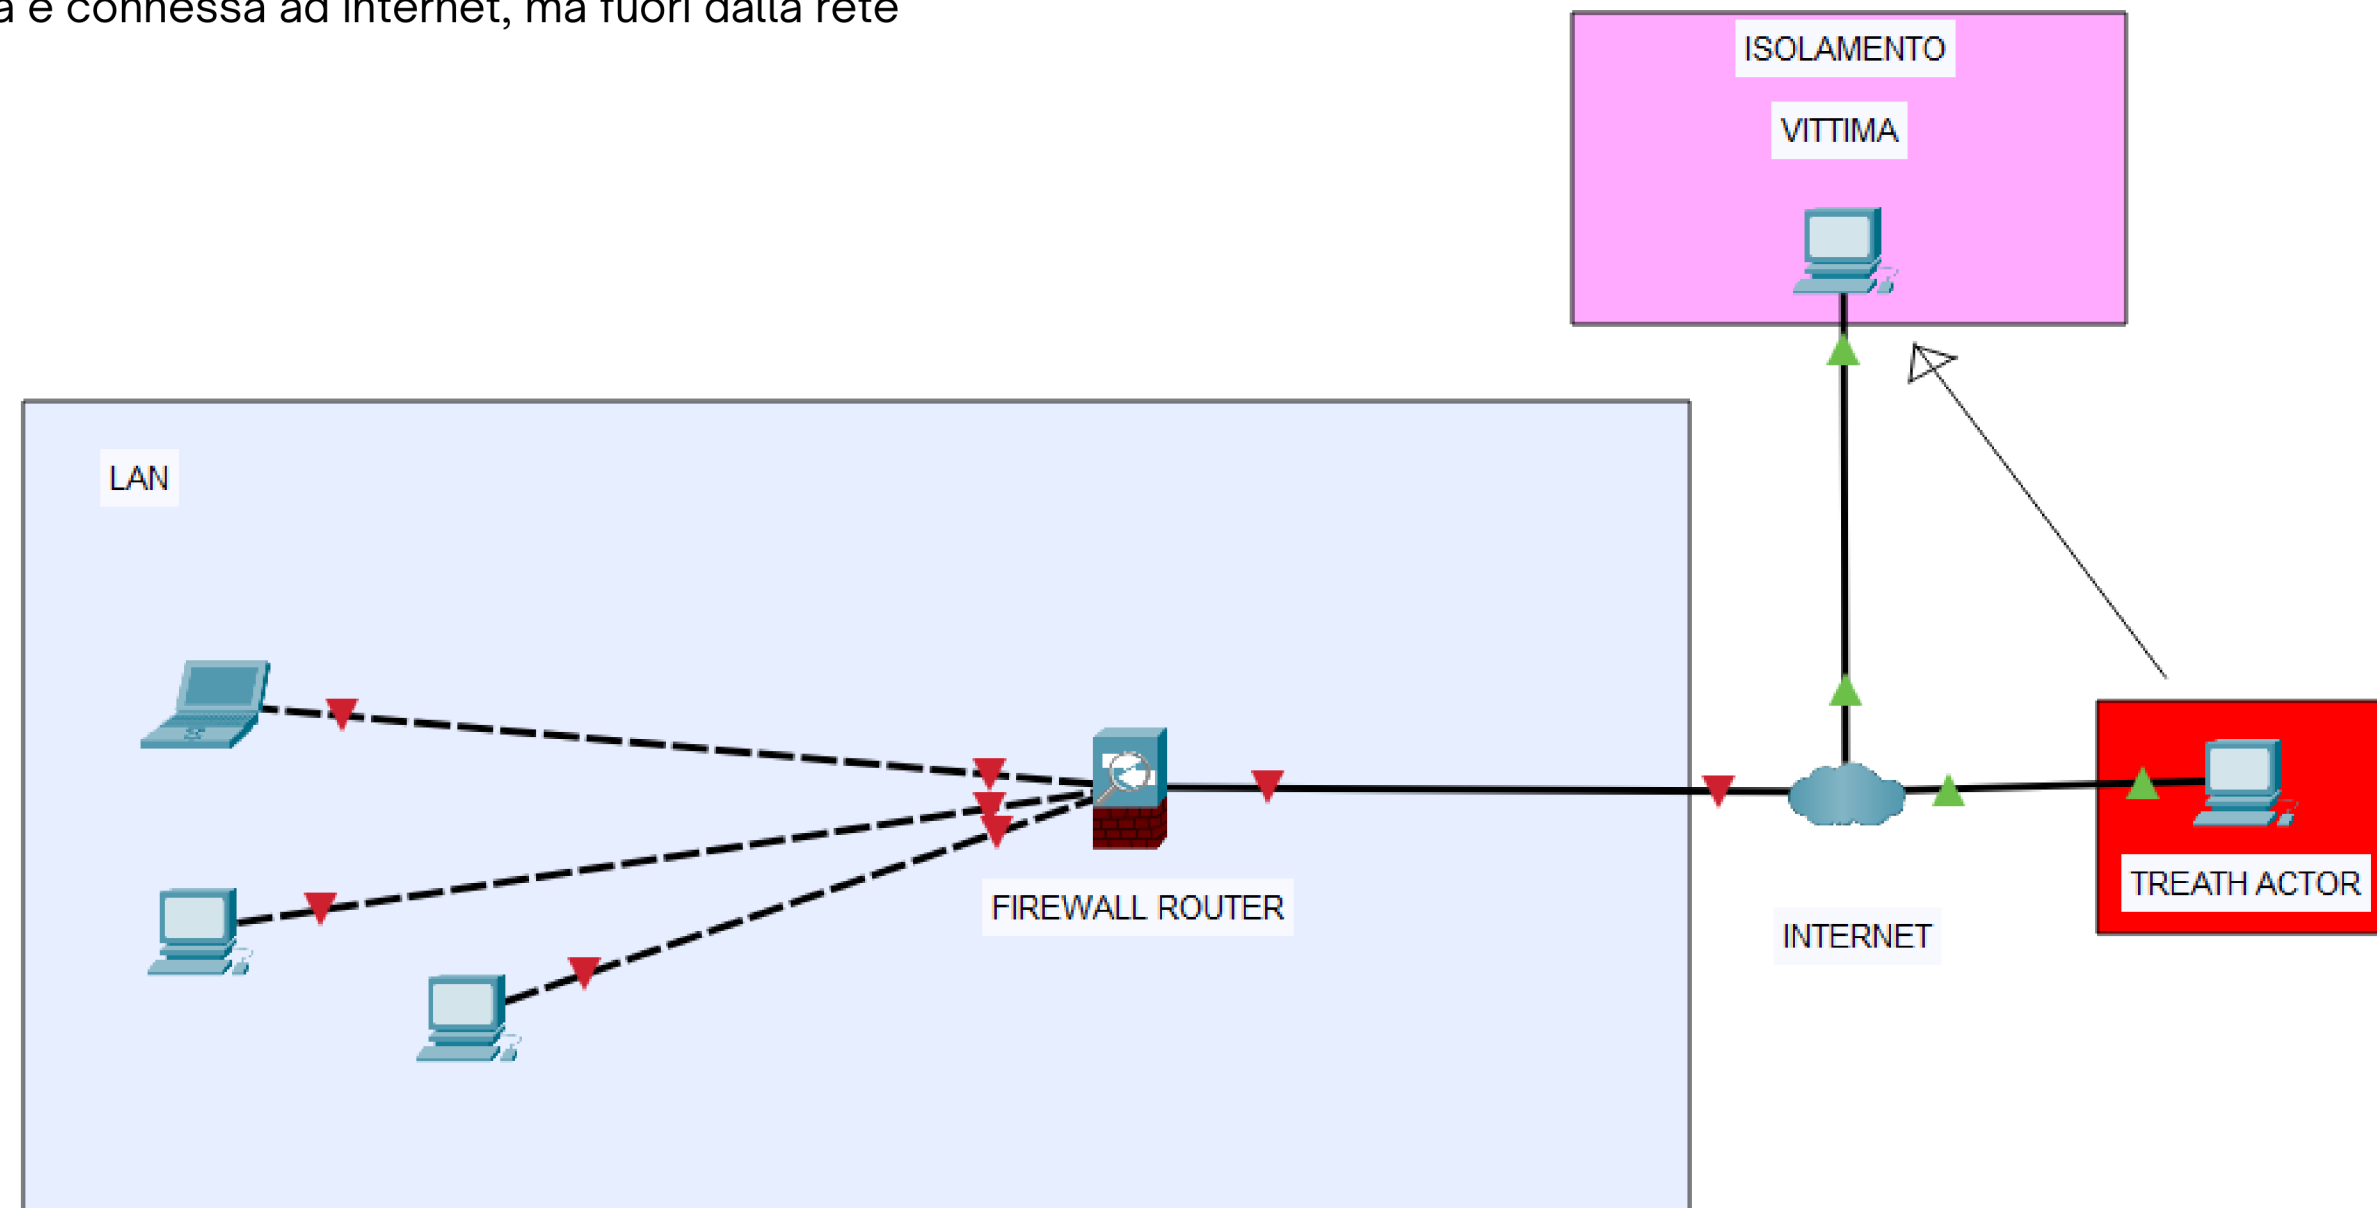 a è connessa ad internet, ma fuori dalla rete
ISOLAMENTO
VITTIMA
LAN
FIREWALL ROUTER
INTERNET
TREATH ACTOR